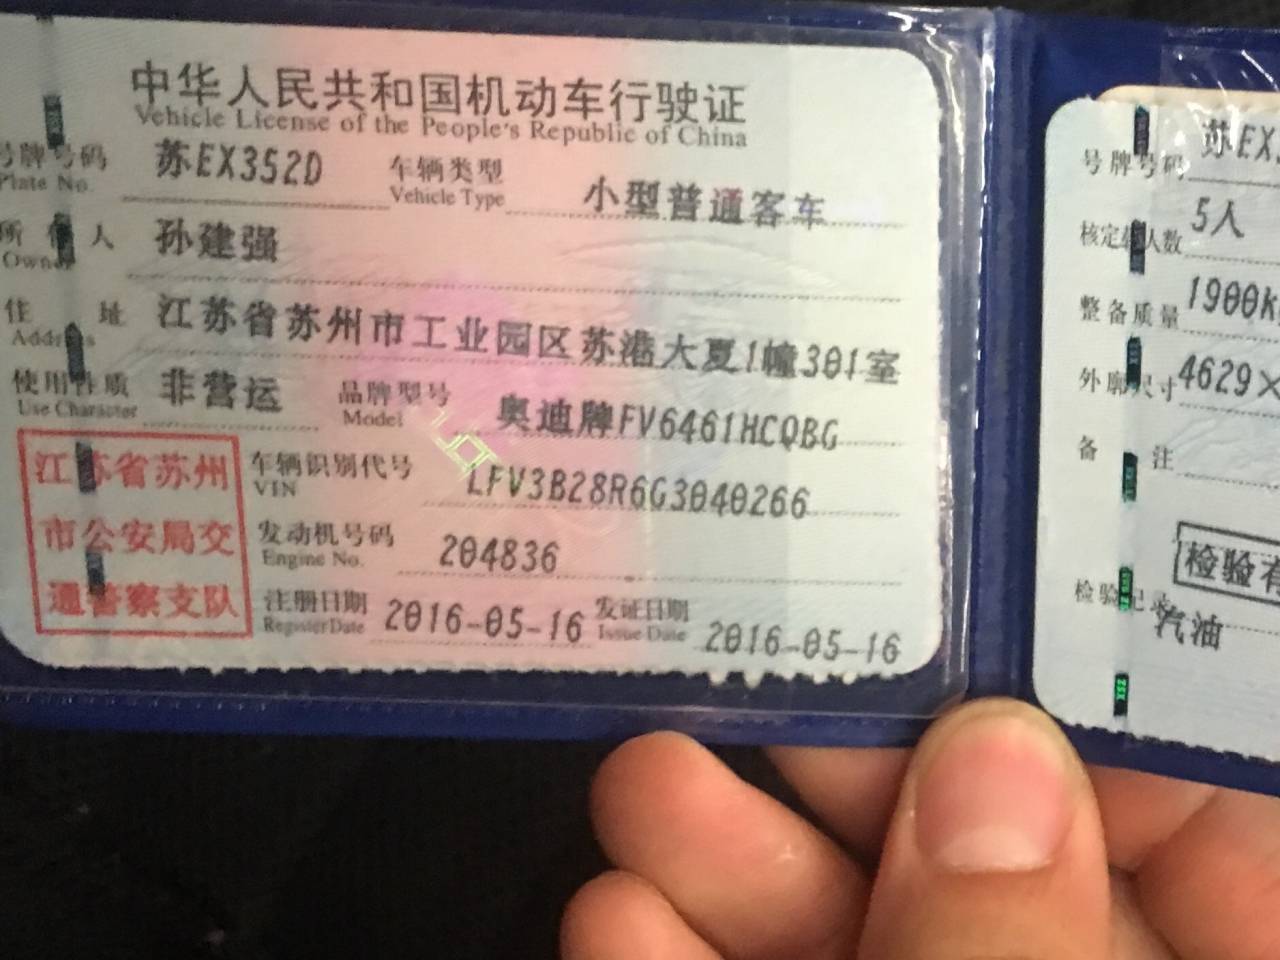 中华人民共和国机动车行驶证
Vehicle License of the People's Republic of China
号牌号码 苏EX352D 车辆类型 小型普通客车
Plate No. Vehicle Type
所有人 孙建强
Owner
住址 江苏省苏州市工业园区苏港大厦1幢301室
Address
使用性质 非营运 品牌型号 奥迪牌FV6461HCQBG
Use Character Model
江苏省苏州
市公安局交
通警察支队
车辆识别代号 LFV3B28R6G3040266
VIN
发动机号码 204836
Engine No.
注册日期 2016-05-16 发证日期 2016-05-16
Register Date Issue Date
号牌号码 苏EX
核定载人数 5人
整备质量 1900K
外廓尺寸 4629×
备注
检验有
检验记录
汽油